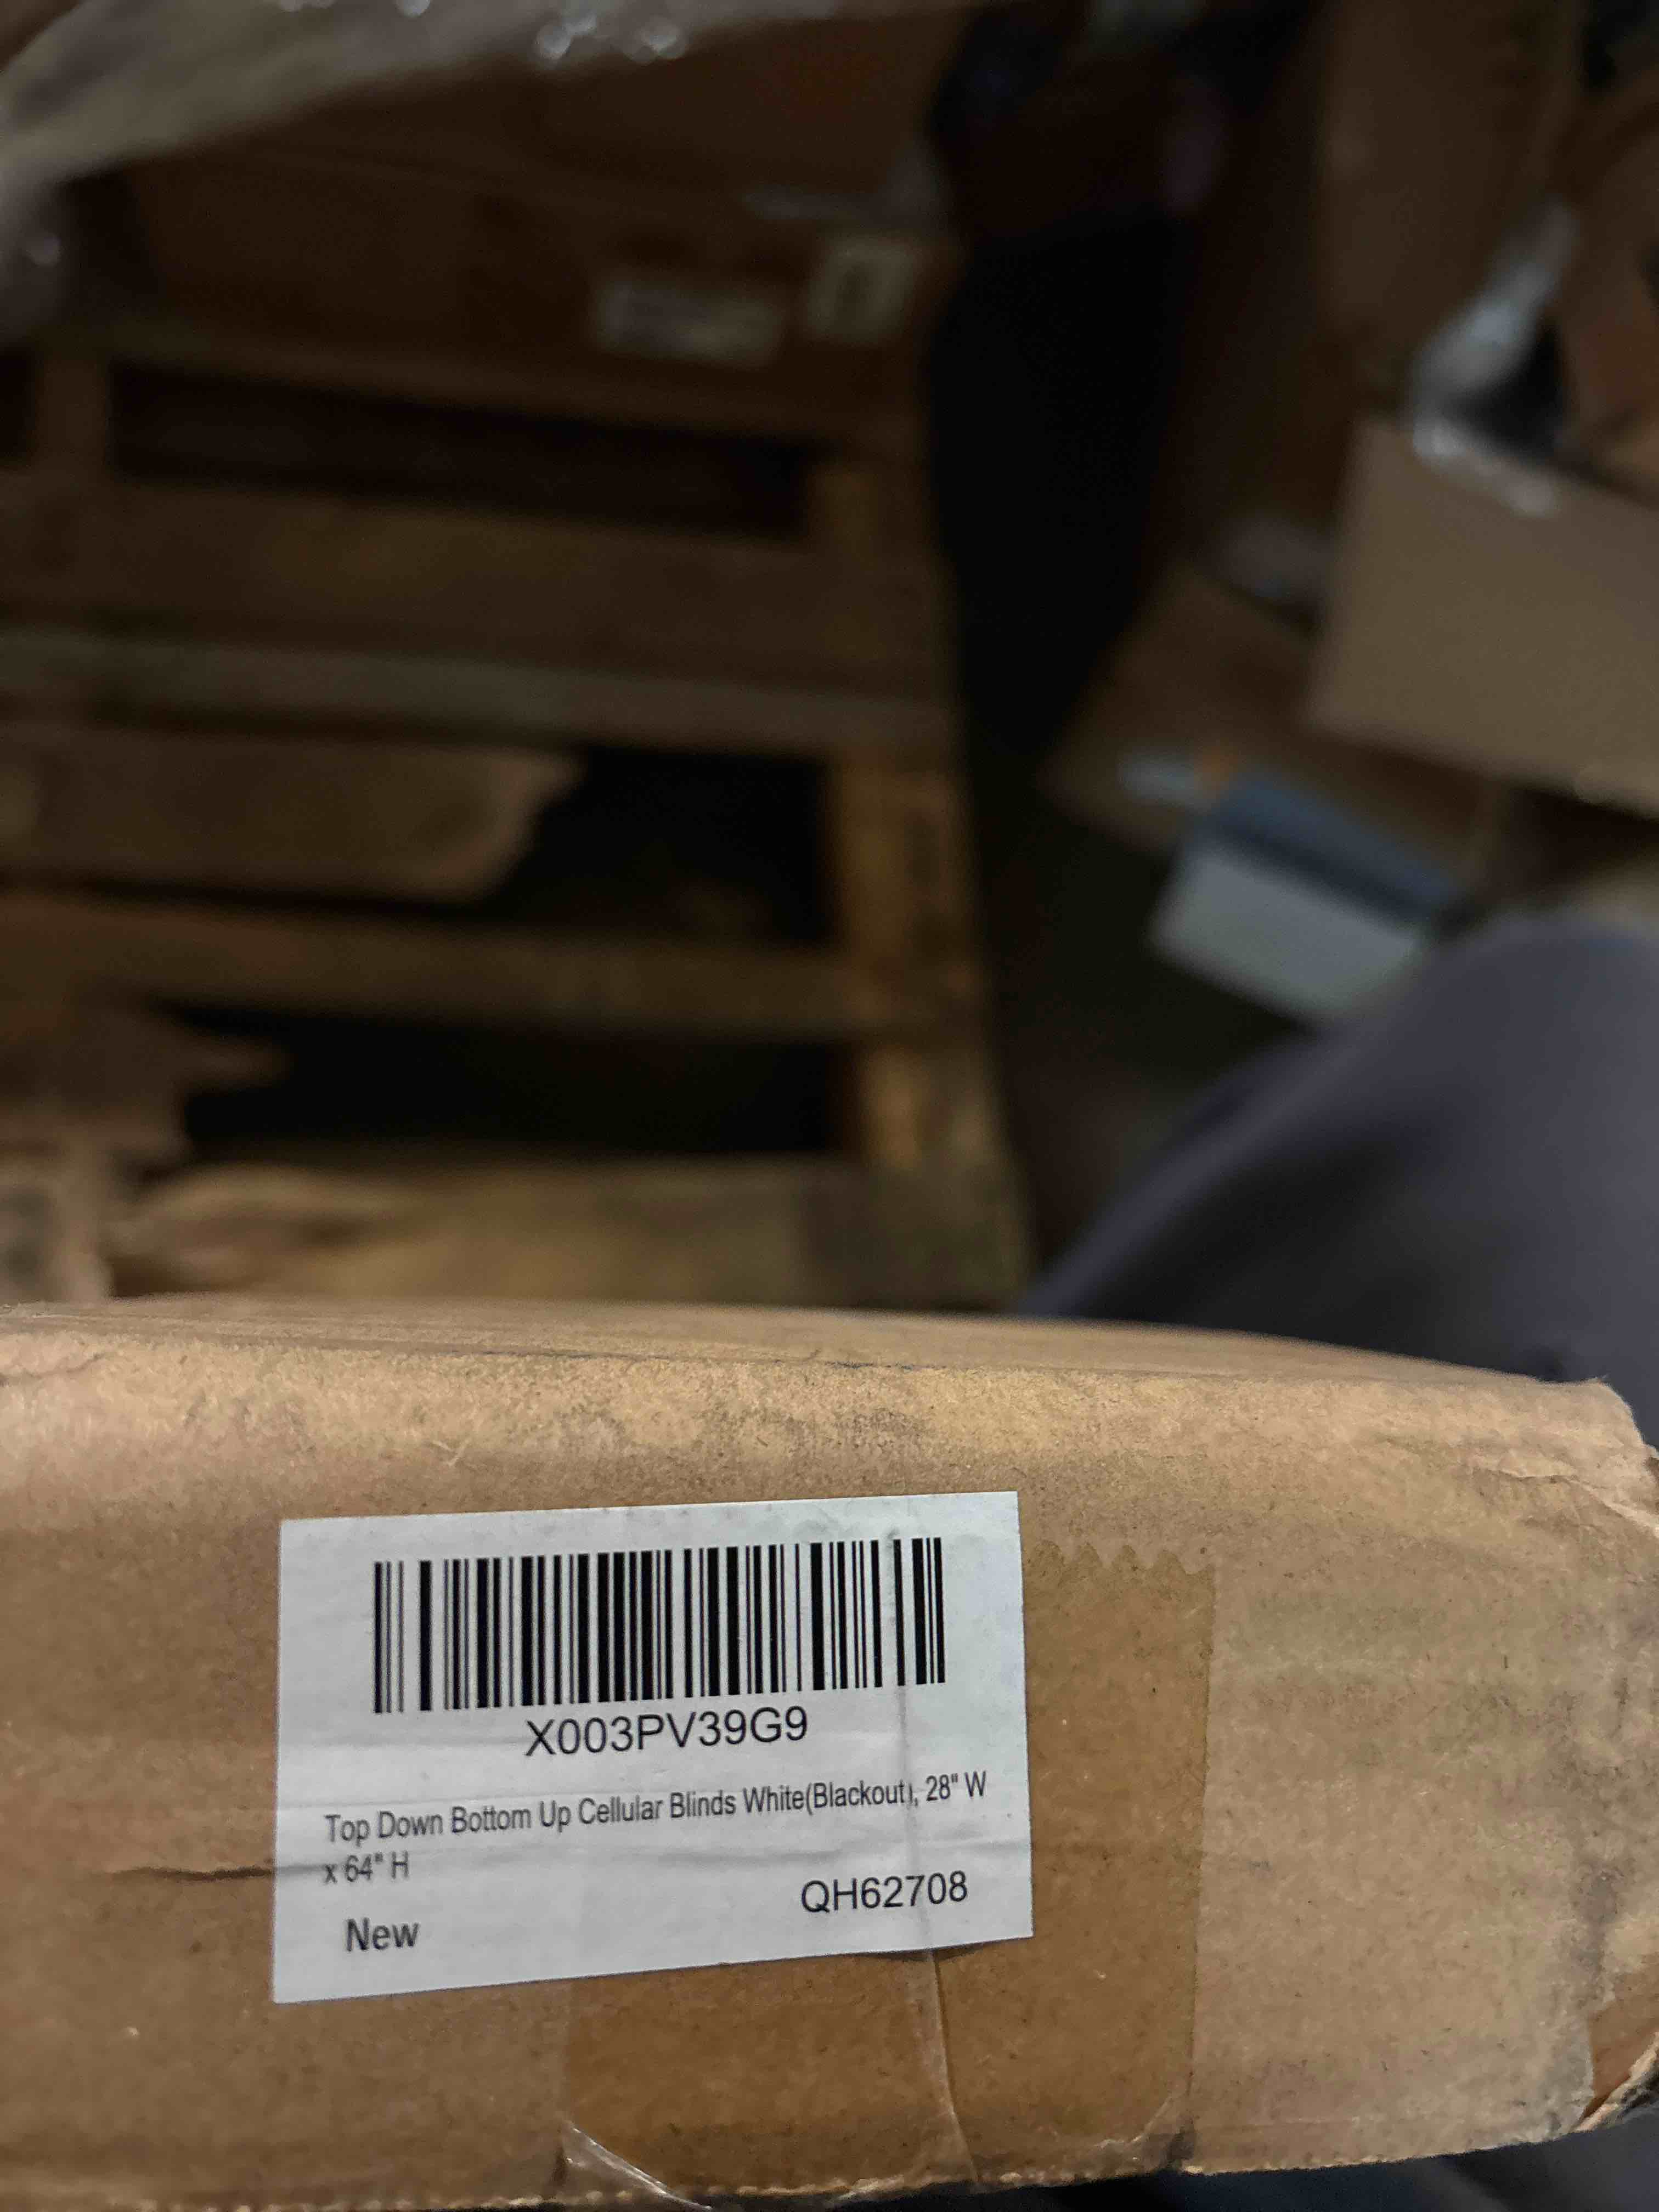 X003PV39G9
Top Down Bottom Up Cellular Blinds White(Blackout), 28" W
x 64" H
QH62708
New